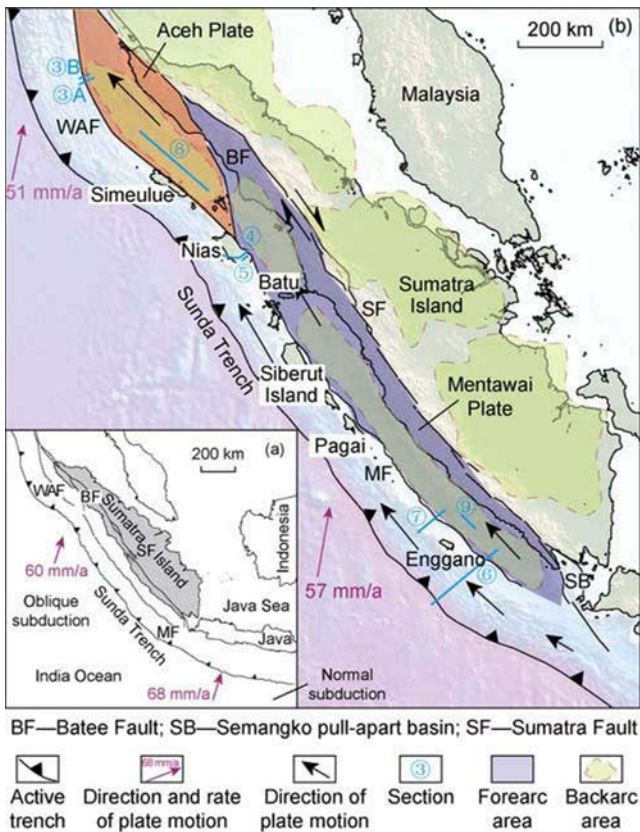 (b)
200 km
Aceh Plate
③B
③A
Malaysia
WAF
BF
⑧
51 mm/a
Simeulue
④
Nias
⑤
Batu
SF
Sumatra
Island
Sunda Trench
Siberut
Island
Mentawai
Plate
Pagai
MF
⑦
⑨
Enggano
⑥
SB
57 mm/a
(a)
200 km
WAF
BF
Sumatra Island
SF
Indonesia
60 mm/a
Oblique
subduction
Sunda Trench
Java Sea
MF
Java
India Ocean
68 mm/a
Normal
subduction
BF—Batee Fault; SB—Semangko pull-apart basin; SF—Sumatra Fault
68 mm/a
③
Active
trench
Direction and rate
of plate motion
Direction of
plate motion
Section
Forearc
area
Backarc
area